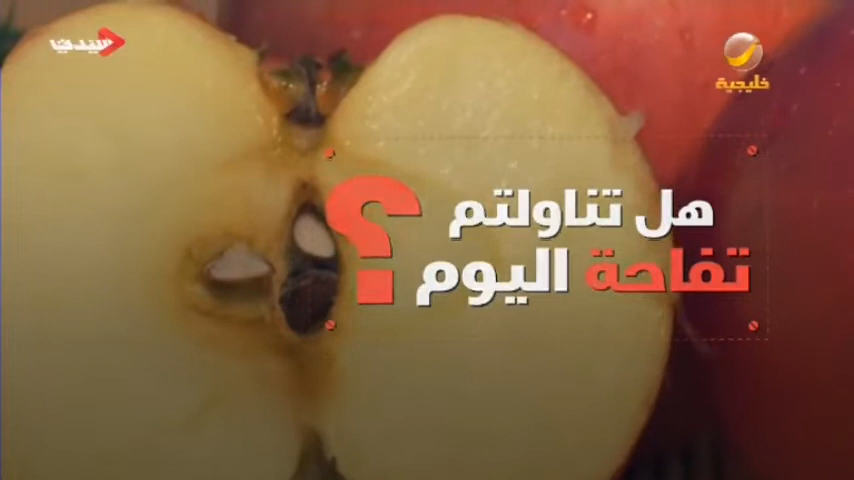 سيدتي
خليجية
هل تناولتم
تفاحة اليوم؟